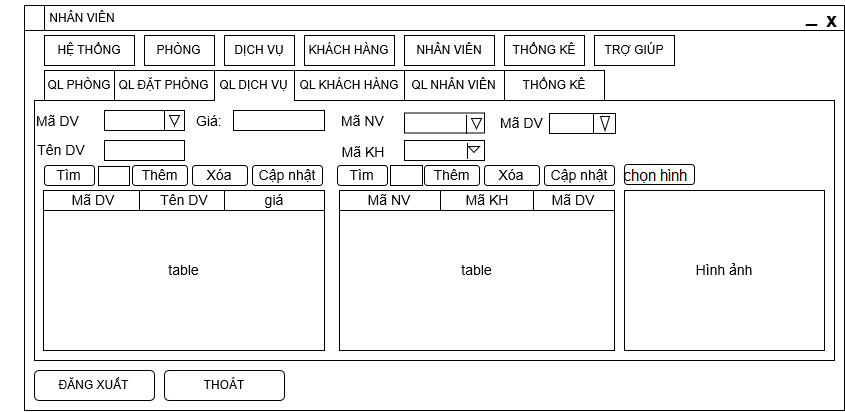 NHÂN VIÊN
X
HỆ THỐNG PHÒNG DỊCH VỤ KHÁCH HÀNG NHÂN VIÊN THỐNG KÊ TRỢ GIÚP
QL PHÒNG QL ĐẶT PHÒNG QL DỊCH VỤ QL KHÁCH HÀNG QL NHÂN VIÊN THỐNG KÊ
Mã DV Giá: Mã NV Mã DV
Tên DV Mã KH
Tìm Thêm Xóa Cập nhật Tìm Thêm Xóa Cập nhật chọn hình
Mã DV Tên DV giá Mã NV Mã KH Mã DV
table table Hình ảnh
ĐĂNG XUẤT THOÁT